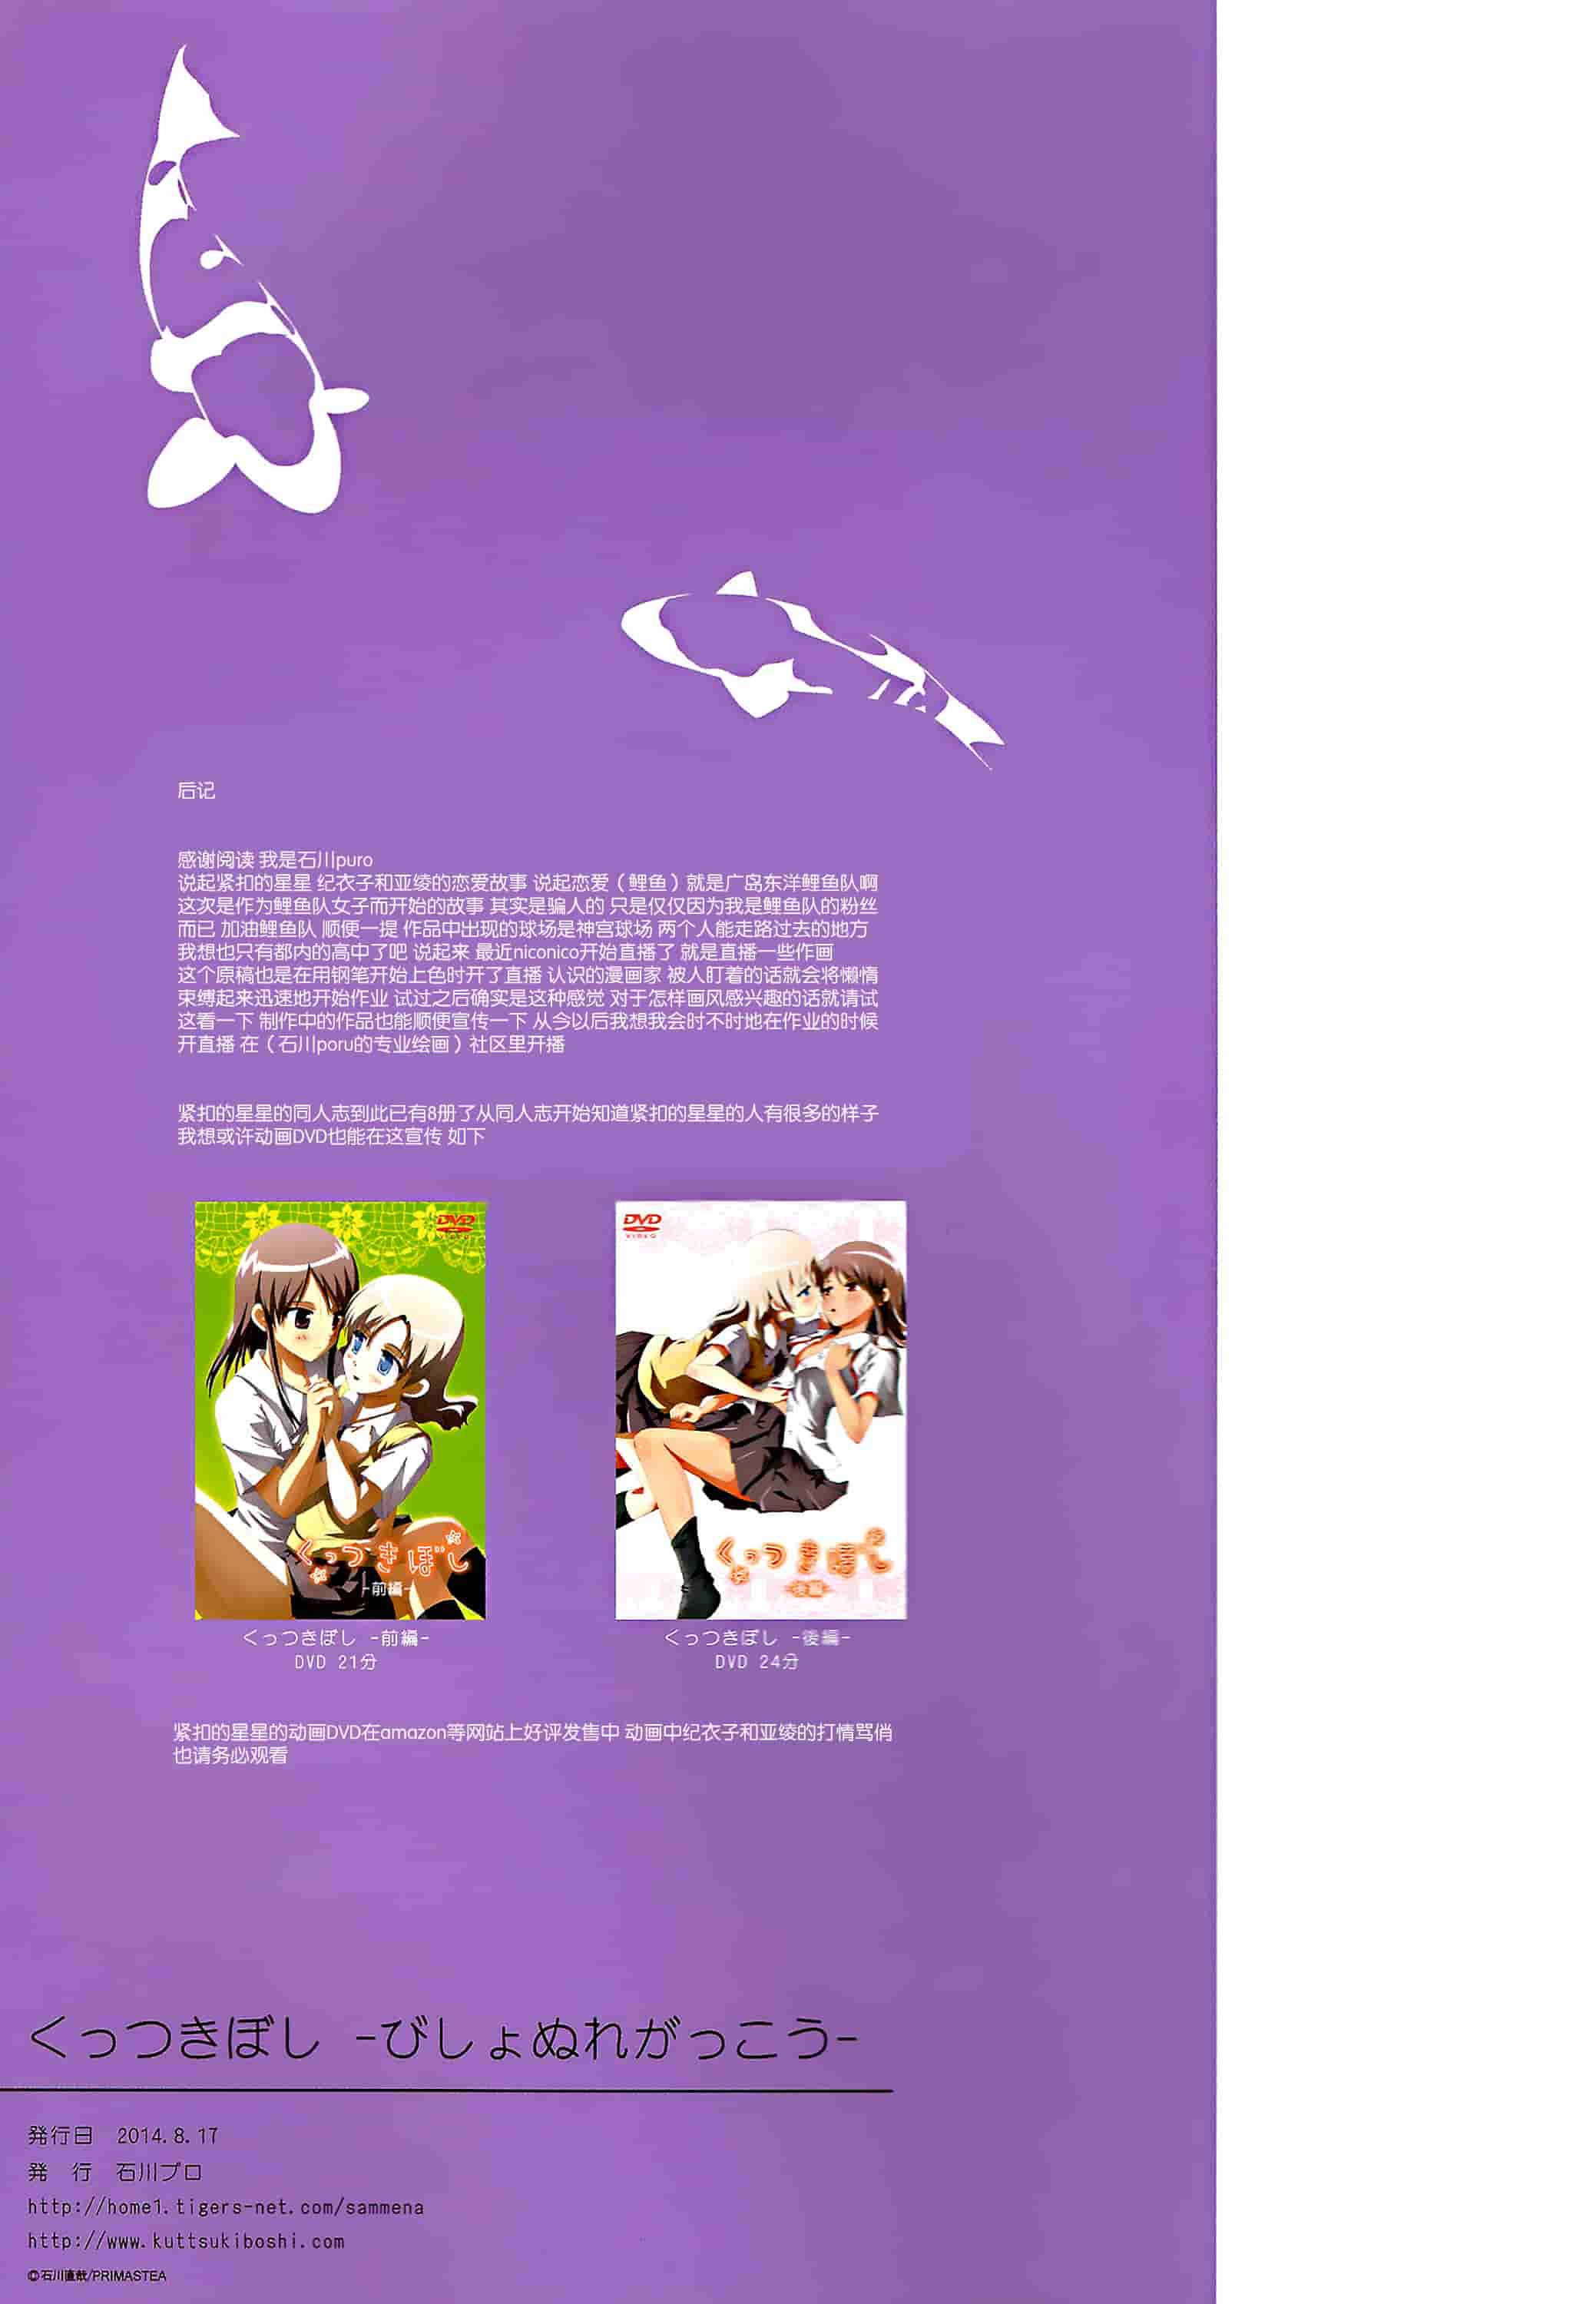 后记
感谢阅读 我是石川puro
说起紧扣的星星 纪衣子和亚绫的恋爱故事 说起恋爱（鲤鱼）就是广岛东洋鲤鱼队啊
这次是作为鲤鱼队女子而开始的故事 其实是骗人的 只是仅仅因为我是鲤鱼队的粉丝
而已 加油鲤鱼队 顺便一提 作品中出现的球场是神宫球场 两个人能走路过去的地方
我想也只有都内的高中了吧 说起来 最近niconico开始直播了 就是直播一些作画
这个原稿也是在用钢笔开始上色时开了直播 认识的漫画家 被人盯着的话就会将懒惰
束缚起来迅速地开始作业 试过之后确实是这种感觉 对于怎样画风感兴趣的话就请试
这看一下 制作中的作品也能顺便宣传一下 从今以后我想我会时不时地在作业的时候
开直播 在（石川poru的专业绘画）社区里开播
紧扣的星星的同人志到此已有8册了从同人志开始知道紧扣的星星的人有很多的样子
我想或许动画DVD也能在这宣传 如下
DVD
VIDEO
くっつきぼし
-前編-
くっつきぼし -前編-
DVD 21分
DVD
VIDEO
くっつきぼし
-後編-
くっつきぼし -後編-
DVD 24分
紧扣的星星的动画DVD在amazon等网站上好评发售中 动画中纪衣子和亚绫的打情骂俏
也请务必观看
くっつきぼし -びしょぬれがっこう-
発行日 2014.8.17
発 行 石川プロ
http://home1.tigers-net.com/sammena
http://www.kuttsukiboshi.com
©石川直哉/PRIMASTEA